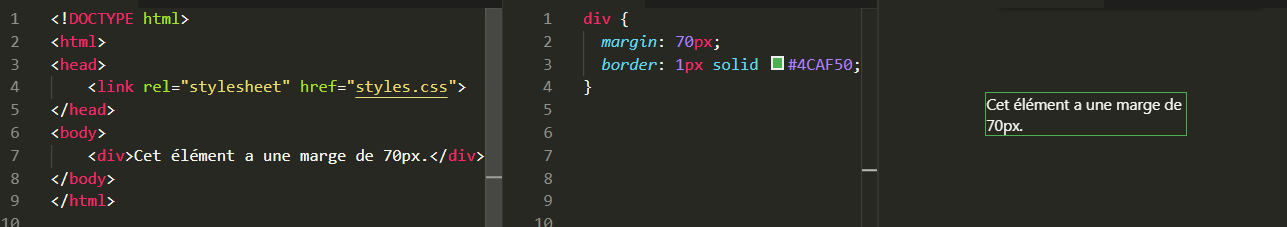 1 <!DOCTYPE html>
2 <html>
3 <head>
4 <link rel="stylesheet" href="styles.css">
5 </head>
6 <body>
7 <div>Cet élément a une marge de 70px.</div>
8 </body>
9 </html>
10
1 div {
2 margin: 70px;
3 border: 1px solid #4CAF50;
4 }
5
6
7
8
9
10
Cet élément a une marge de
70px.